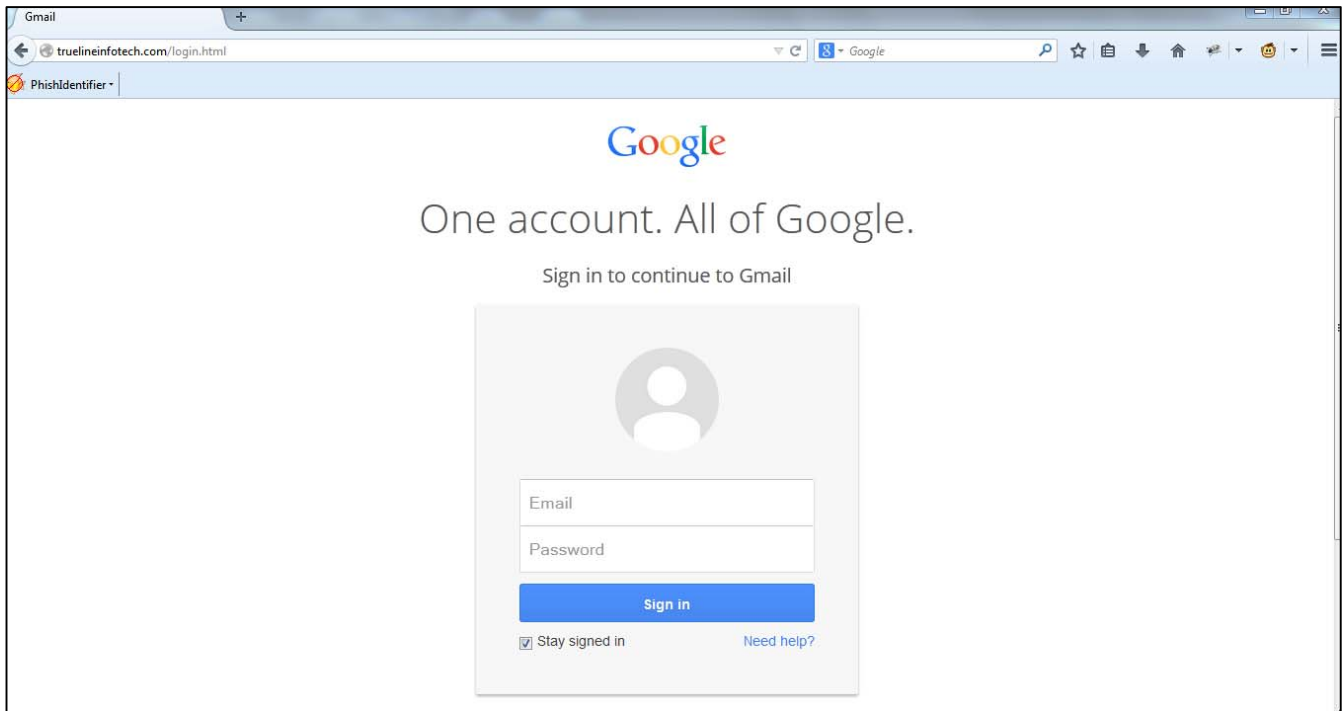 Gmail
+
truelineinfotech.com/login.html
8 Google
PhishIdentifier
Google
One account. All of Google.
Sign in to continue to Gmail
Email
Password
Sign in
Stay signed in Need help?